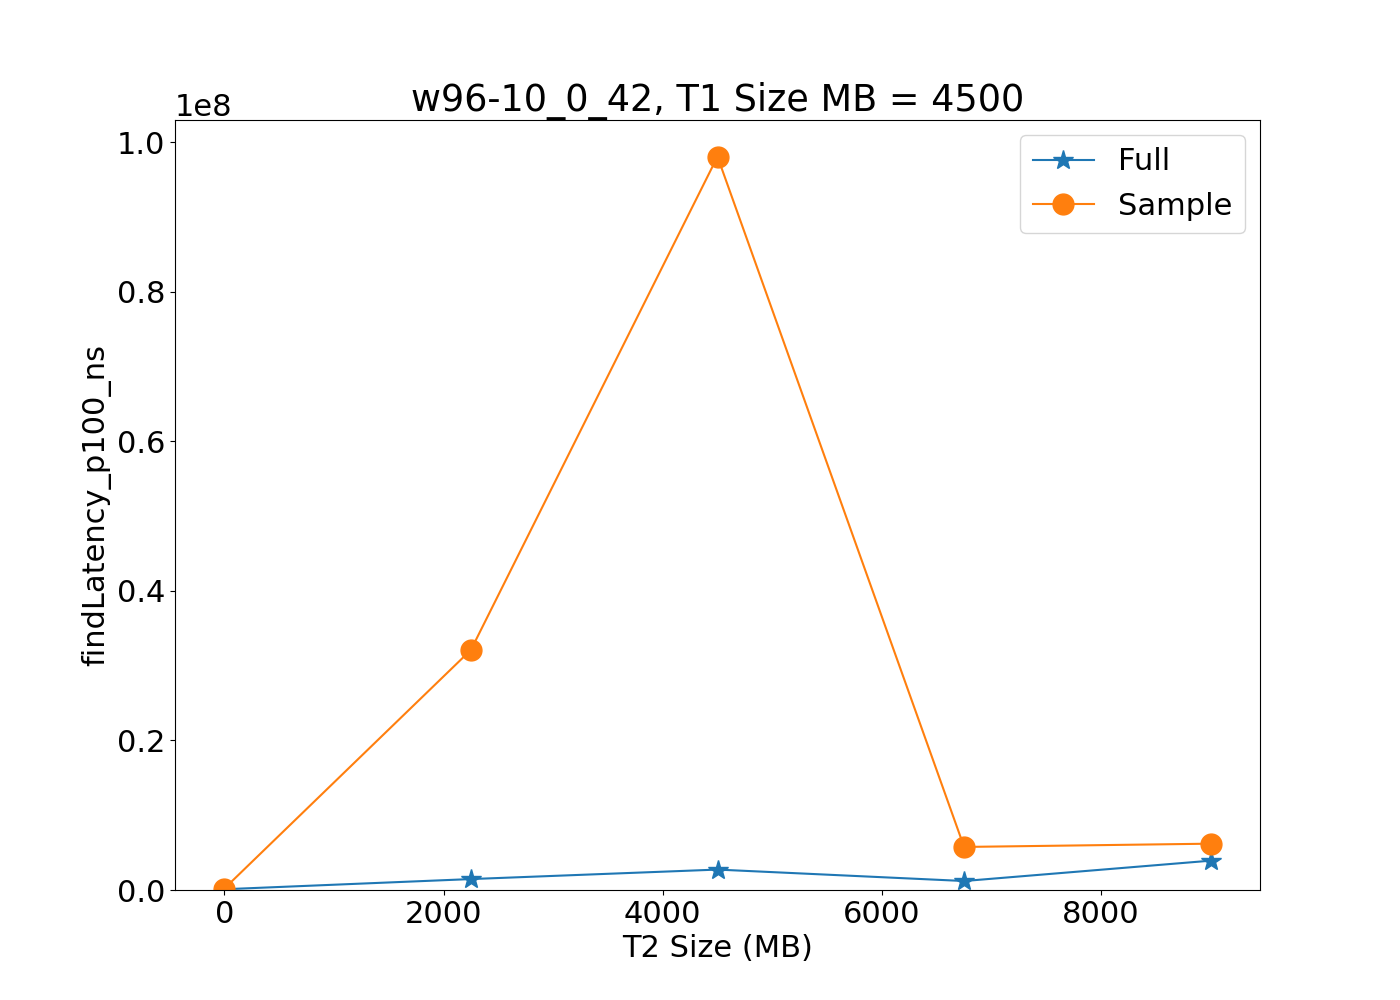 w96-10_0_42, T1 Size MB = 4500
1e8
1.0
0.8
0.6
0.4
0.2
0.0
findLatency_p100_ns
Full
Sample
0 2000 4000 6000 8000
T2 Size (MB)